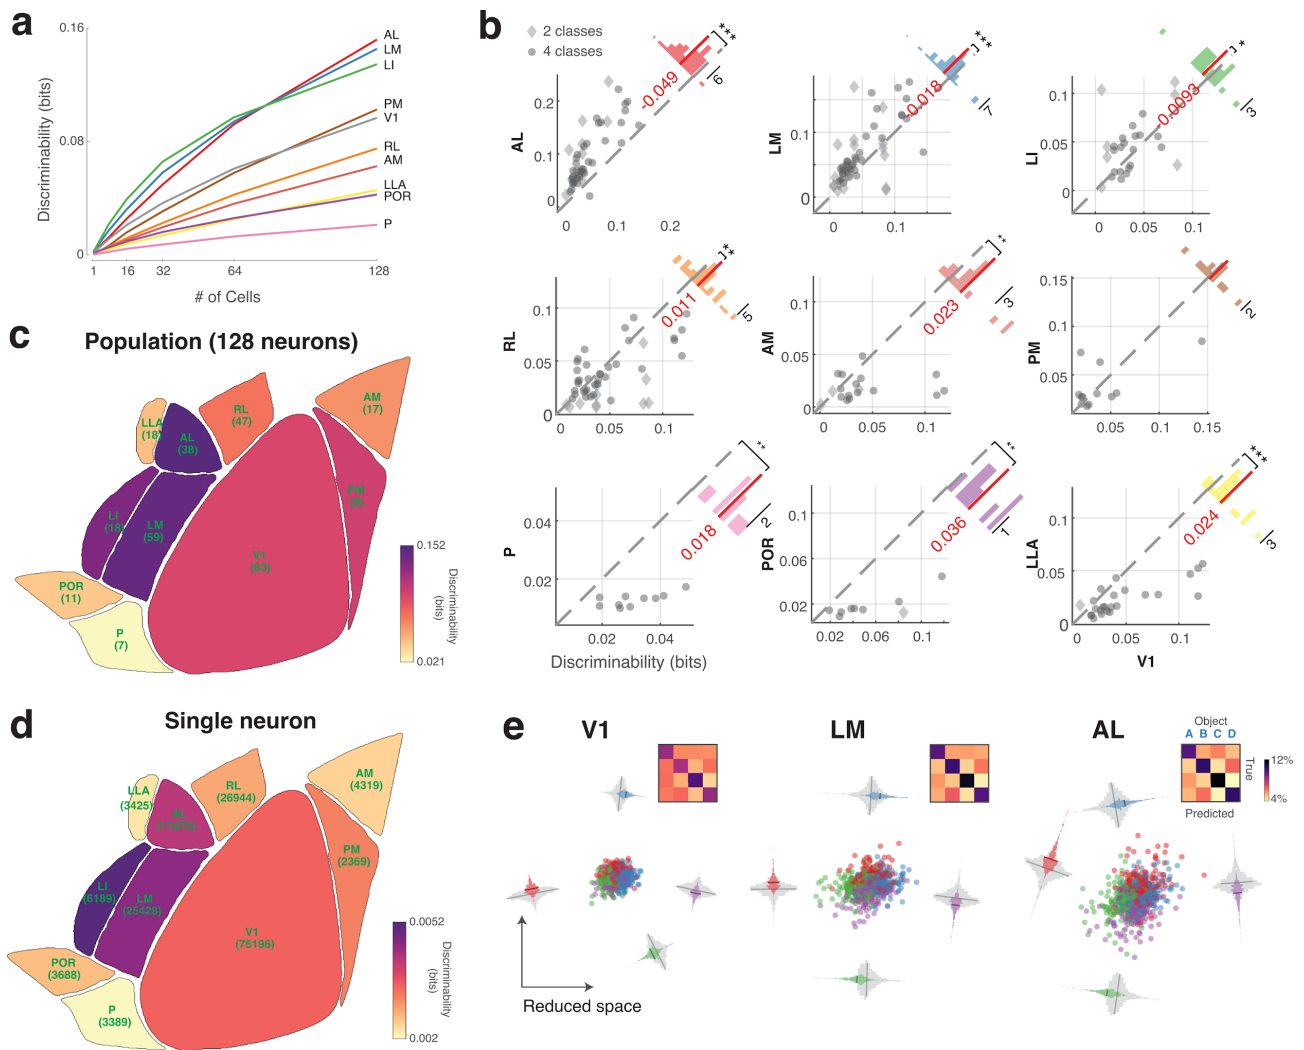 a
0.16
0.08
0
Discriminability (bits)
1
16
32
64
128
# of Cells
AL
LM
LI
PM
V1
RL
AM
LLA
POR
P
b
2 classes
4 classes
AL
0.2
0.1
0
0
0.1
0.2
-0.049
***
6
LM
0.1
0
0
0.1
-0.018
***
7
LI
0.1
0.05
0
0
0.05
0.1
-0.0093
*
3
RL
0.10
0.05
0
0
0.05
0.1
0.011
**
5
AM
0.1
0.05
0
0
0.05
0.1
0.023
**
3
PM
0.15
0.1
0.05
0
0.05
0.1
0.15
2
P
0.04
0.02
0.02
0.04
0.018
**
2
Discriminability (bits)
POR
0.1
0.06
0.02
0.02
0.06
0.1
0.036
**
1
LLA
0.1
0.05
0
0
0.05
0.1
0.024
***
3
V1
c
Population (128 neurons)
LLA
(18)
AL
(38)
RL
(47)
AM
(17)
LI
(18)
LM
(59)
V1
(63)
PM
POR
(11)
P
(7)
0.152
0.021
Discriminability
(bits)
d
Single neuron
LLA
(3425)
AL
(11073)
RL
(26944)
AM
(4319)
LI
(6189)
LM
(25428)
V1
(75196)
PM
(2369)
POR
(3688)
P
(3389)
0.0052
0.002
Discriminability
(bits)
e
V1
LM
AL
Object
A B C D
True
Predicted
12%
4%
Reduced space